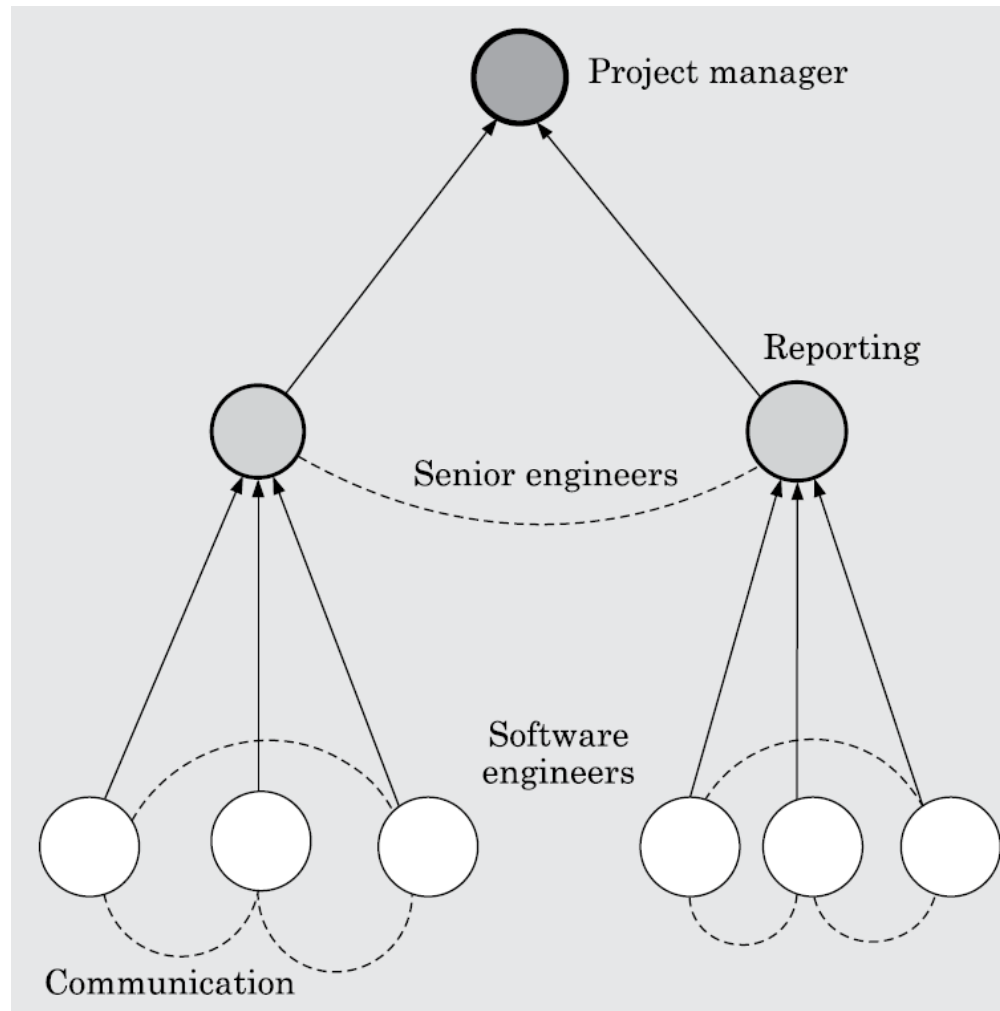 Project manager
Reporting
Senior engineers
Software
engineers
Communication